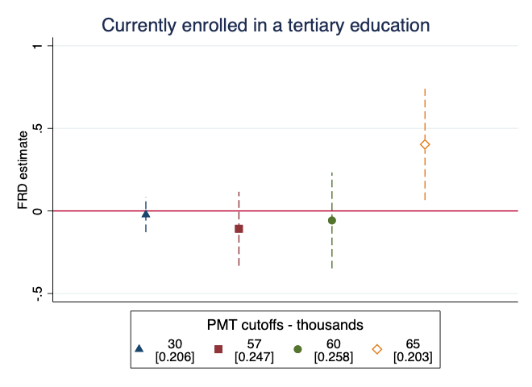 Currently enrolled in a tertiary education
FRD estimate
1
.5
0
-.5
PMT cutoffs - thousands
30 57 60 65
[0.206] [0.247] [0.258] [0.203]